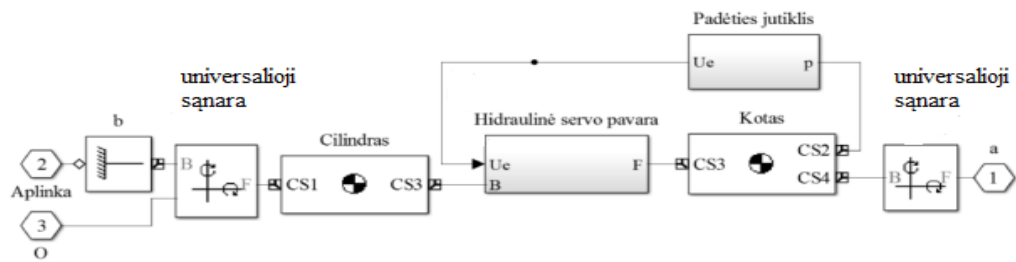 Padėties jutiklis
Ue p
universalioji
sąnara
universalioji
sąnara
b
Cilindras
Hidraulinė servo pavara
Kotas
a
2
B
F
CS1 CS3
Ue
B
F
CS3
CS2
CS4
B
F
1
Aplinka
3
O